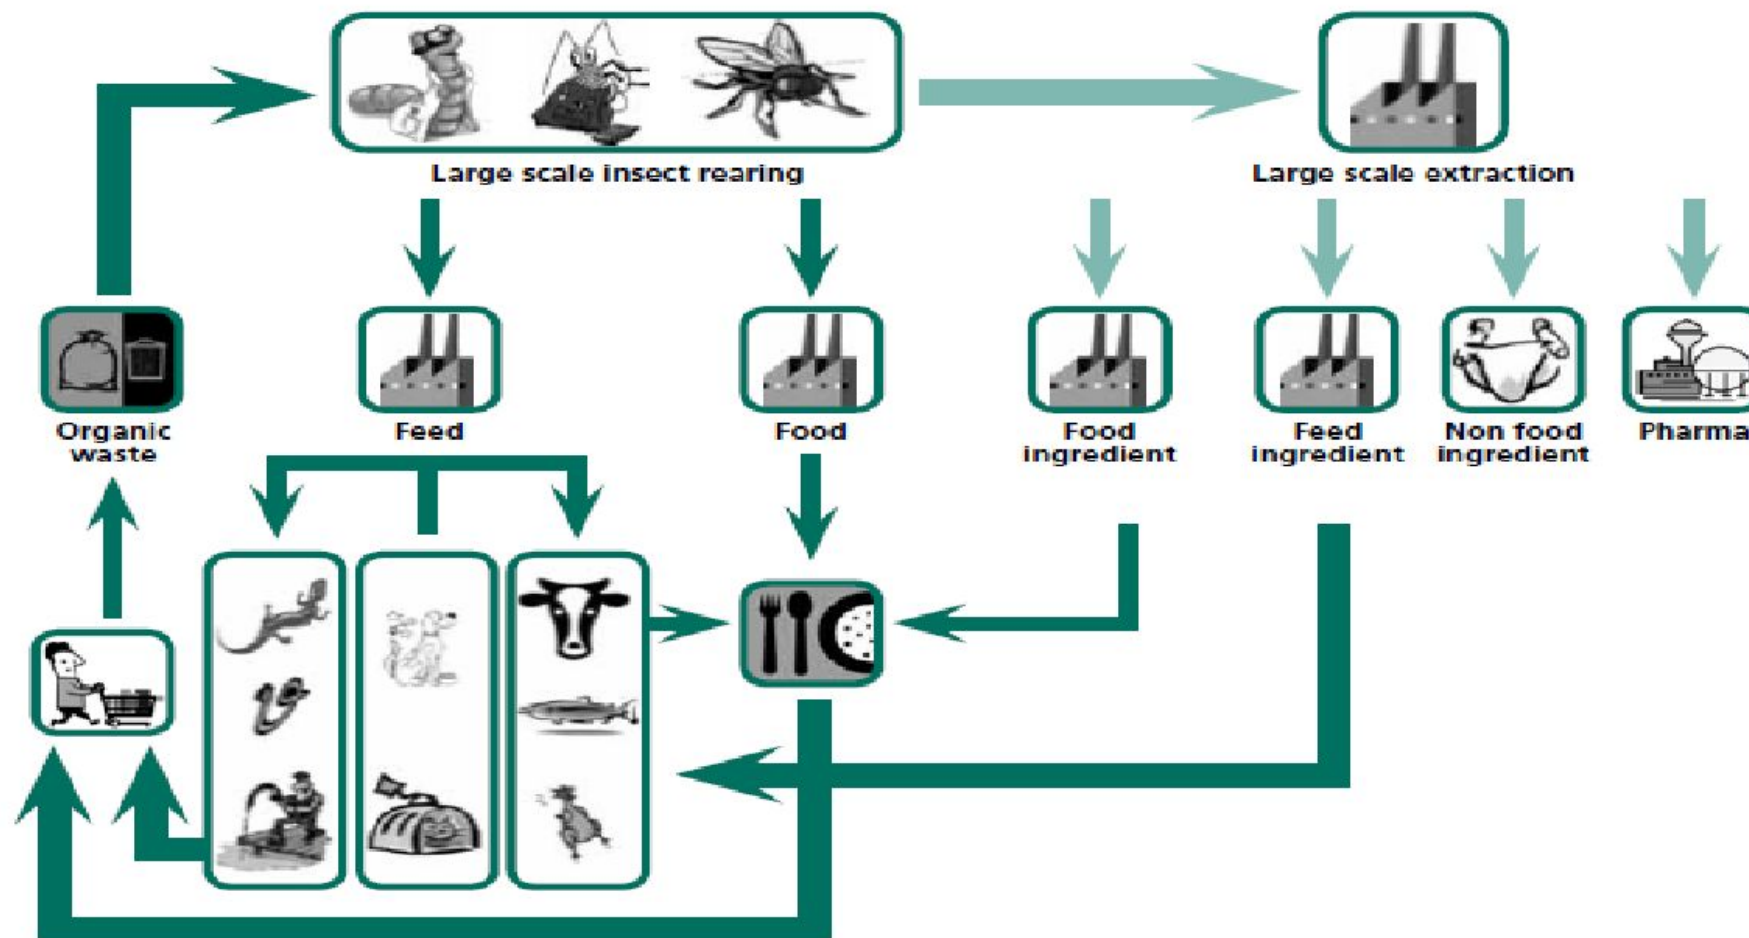 Large scale insect rearing
Large scale extraction
Organic
waste
Feed
Food
Food
ingredient
Feed
ingredient
Non food
ingredient
Pharma